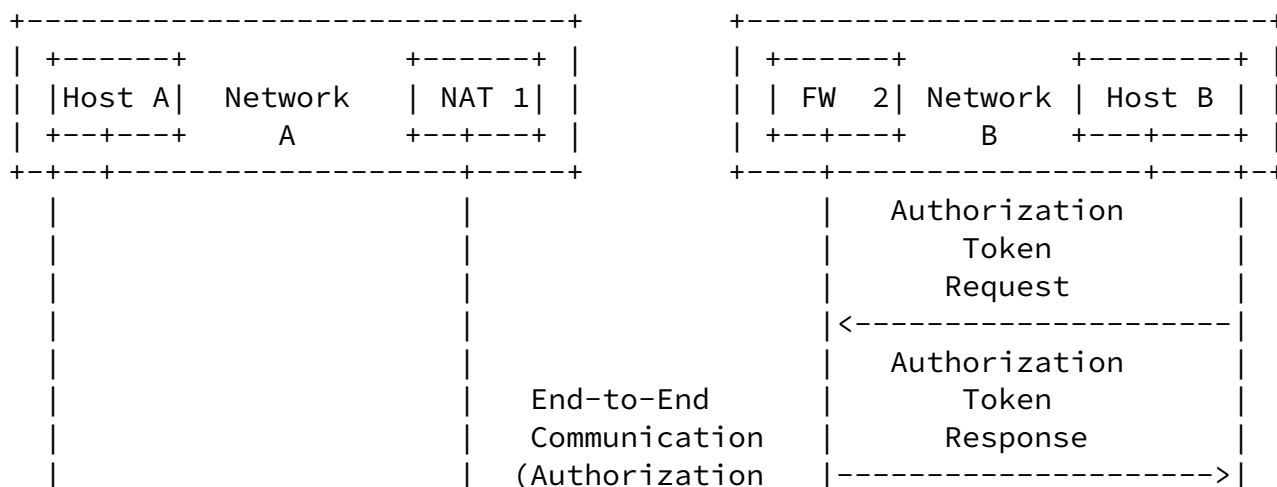 +-------------------------------+        +------------------------------+
| +------+            +------+ |        | +------+         +--------+ |
| |Host A|  Network   | NAT 1| |        | | FW  2| Network | Host B | |
| +--+---+     A      +--+---+ |        | +--+---+    B    +---+----+ |
+-+--+-------------------+-----+        +----+-----------------+----+-+
  |                      |                   |   Authorization      |
  |                      |                   |       Token          |
  |                      |                   |      Request         |
  |                      |                   |<---------------------|
  |                      |                   |   Authorization      |
  |                      |   End-to-End      |       Token          |
  |                      |   Communication   |      Response        |
  |                      |  (Authorization   |--------------------->|